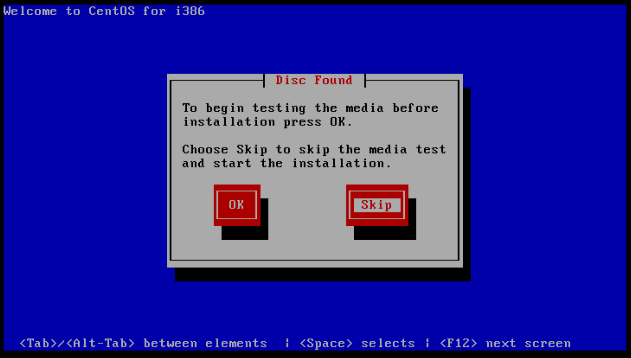 Welcome to CentOS for i386
Disc Found
To begin testing the media before
installation press OK.
Choose Skip to skip the media test
and start the installation.
OK Skip
<Tab>/<Alt-Tab> between elements | <Space> selects | <F12> next screen